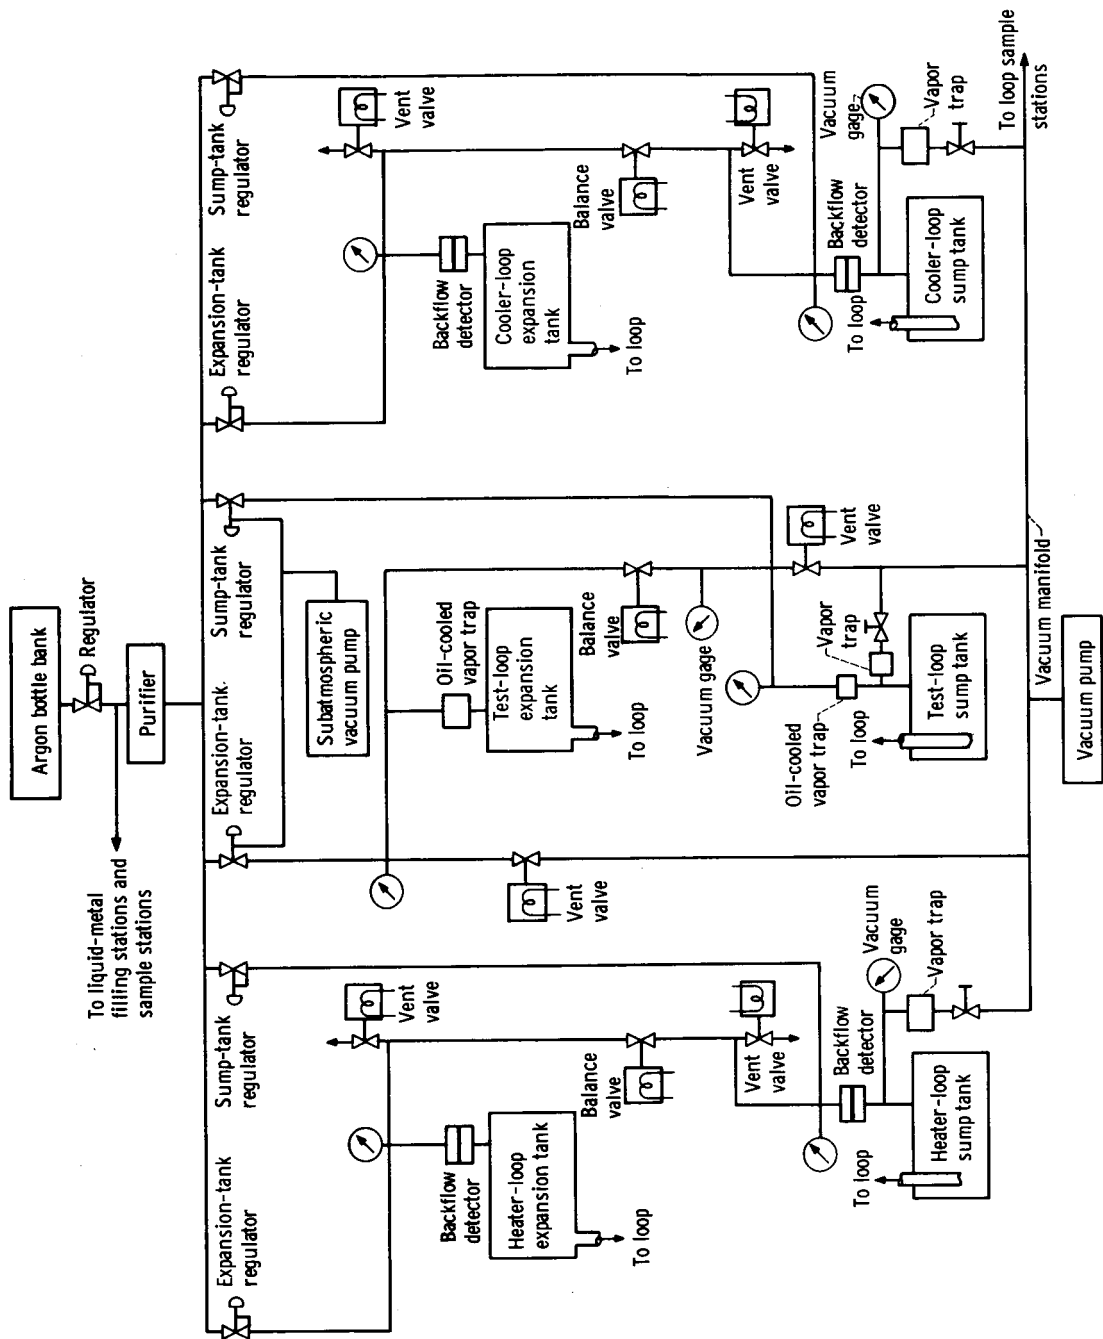 Argon bottle bank
Regulator
To liquid-metal
filling stations and
sample stations
Purifier
Expansion-tank
regulator
Sump-tank
regulator
Expansion-tank
regulator
Sump-tank
regulator
Expansion-tank
regulator
Sump-tank
regulator
Subatmospheric
vacuum pump
Vent
valve
Backflow
detector
Heater-loop
expansion tank
To loop
Balance
valve
Vent
valve
Backflow
detector
Vacuum
gage
Vapor trap
To loop
Heater-loop
sump tank
Oil-cooled
vapor trap
Test-loop
expansion
tank
To loop
Vent
valve
Balance
valve
Vacuum gage
Vent
valve
Oil-cooled
vapor trap
Vapor
trap
To loop
Test-loop
sump tank
Vacuum manifold
Vacuum pump
Vent
valve
Backflow
detector
Cooler-loop
expansion
tank
To loop
Balance
valve
Vent
valve
Backflow
detector
Vacuum
gage
Vapor
trap
To loop
Cooler-loop
sump tank
To loop sample
stations